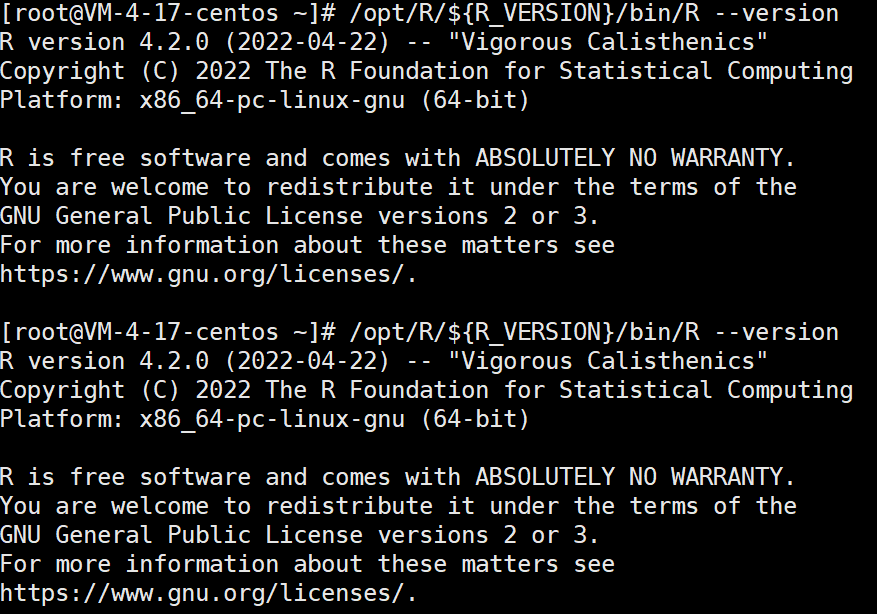 [root@VM-4-17-centos ~]# /opt/R/${R_VERSION}/bin/R --version
R version 4.2.0 (2022-04-22) -- "Vigorous Calisthenics"
Copyright (C) 2022 The R Foundation for Statistical Computing
Platform: x86_64-pc-linux-gnu (64-bit)

R is free software and comes with ABSOLUTELY NO WARRANTY.
You are welcome to redistribute it under the terms of the
GNU General Public License versions 2 or 3.
For more information about these matters see
https://www.gnu.org/licenses/.

[root@VM-4-17-centos ~]# /opt/R/${R_VERSION}/bin/R --version
R version 4.2.0 (2022-04-22) -- "Vigorous Calisthenics"
Copyright (C) 2022 The R Foundation for Statistical Computing
Platform: x86_64-pc-linux-gnu (64-bit)

R is free software and comes with ABSOLUTELY NO WARRANTY.
You are welcome to redistribute it under the terms of the
GNU General Public License versions 2 or 3.
For more information about these matters see
https://www.gnu.org/licenses/.